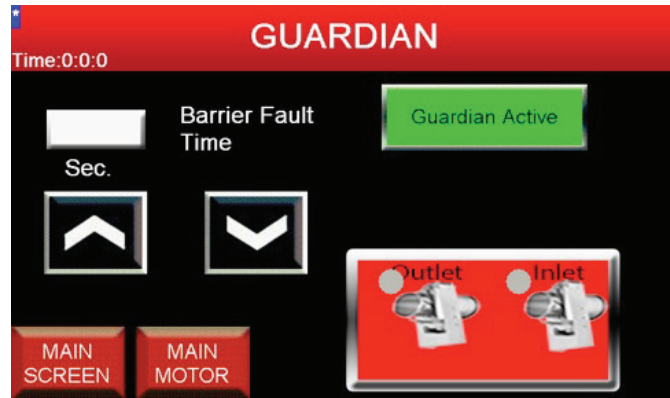 *
GUARDIAN
Time:0:0:0
Barrier Fault
Time
Guardian Active
Sec.
Outlet
Inlet
MAIN
SCREEN
MAIN
MOTOR